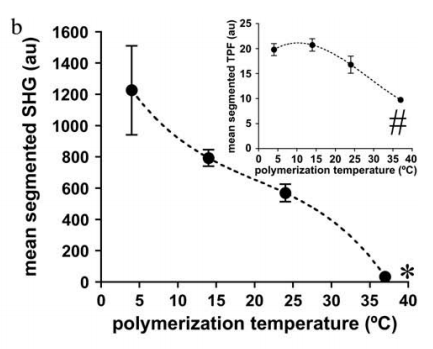 b
mean segmented SHG (au)
1600
1400
1200
1000
800
600
400
200
0
0 5 10 15 20 25 30 35 40
polymerization temperature (ºC)
*
mean segmented TPF (au)
25
20
15
10
5
0
0 5 10 15 20 25 30 35 40
polymerization temperature (ºC)
#